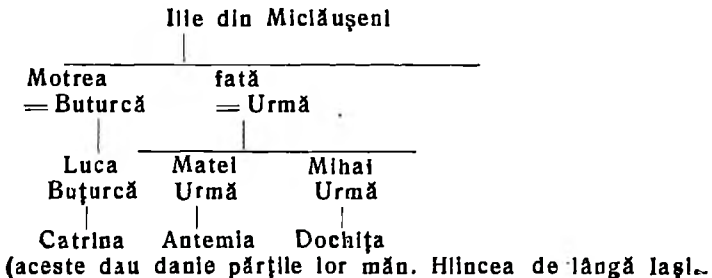 Ilie din Miclăuşeni
Motrea fată
= Buturcă = Urmă
Luca Matei Mihai
Buţurcă Urmă Urmă
Catrina Antemia Dochiţa
(aceste dau danie părţile lor măn. Hlincea de lângă Iaşi.